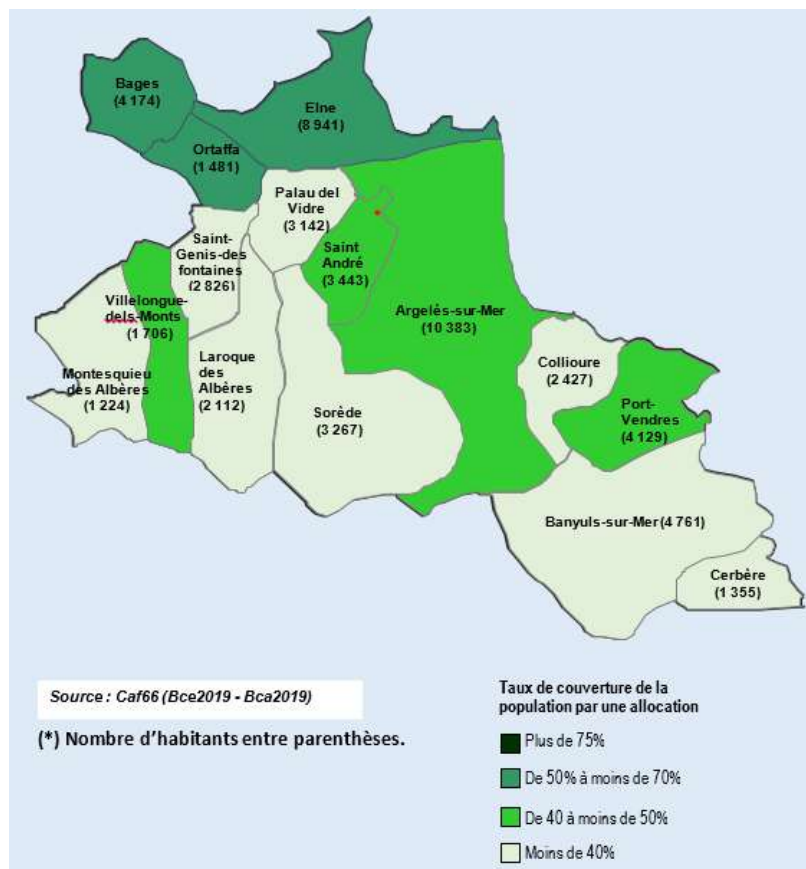 Bages
(4 174)
Elne
(8 941)
Ortaffa
(1 481)
Palau del
Vidre
(3 142)
Saint-
Genis-des
fontaines
(2 826)
Saint
André
(3 443)
Villelongue-
dels-Monts
(1 706)
Argelès-sur-Mer
(10 383)
Montesquieu
des Albères
(1 224)
Laroque
des
Albères
(2 112)
Collioure
(2 427)
Sorède
(3 267)
Port-
Vendres
(4 129)
Banyuls-sur-Mer (4 761)
Cerbère
(1 355)
Source : Caf66 (Bce2019 - Bca2019)
(*) Nombre d'habitants entre parenthèses.
Taux de couverture de la
population par une allocation
Plus de 75%
De 50% à moins de 70%
De 40 à moins de 50%
Moins de 40%